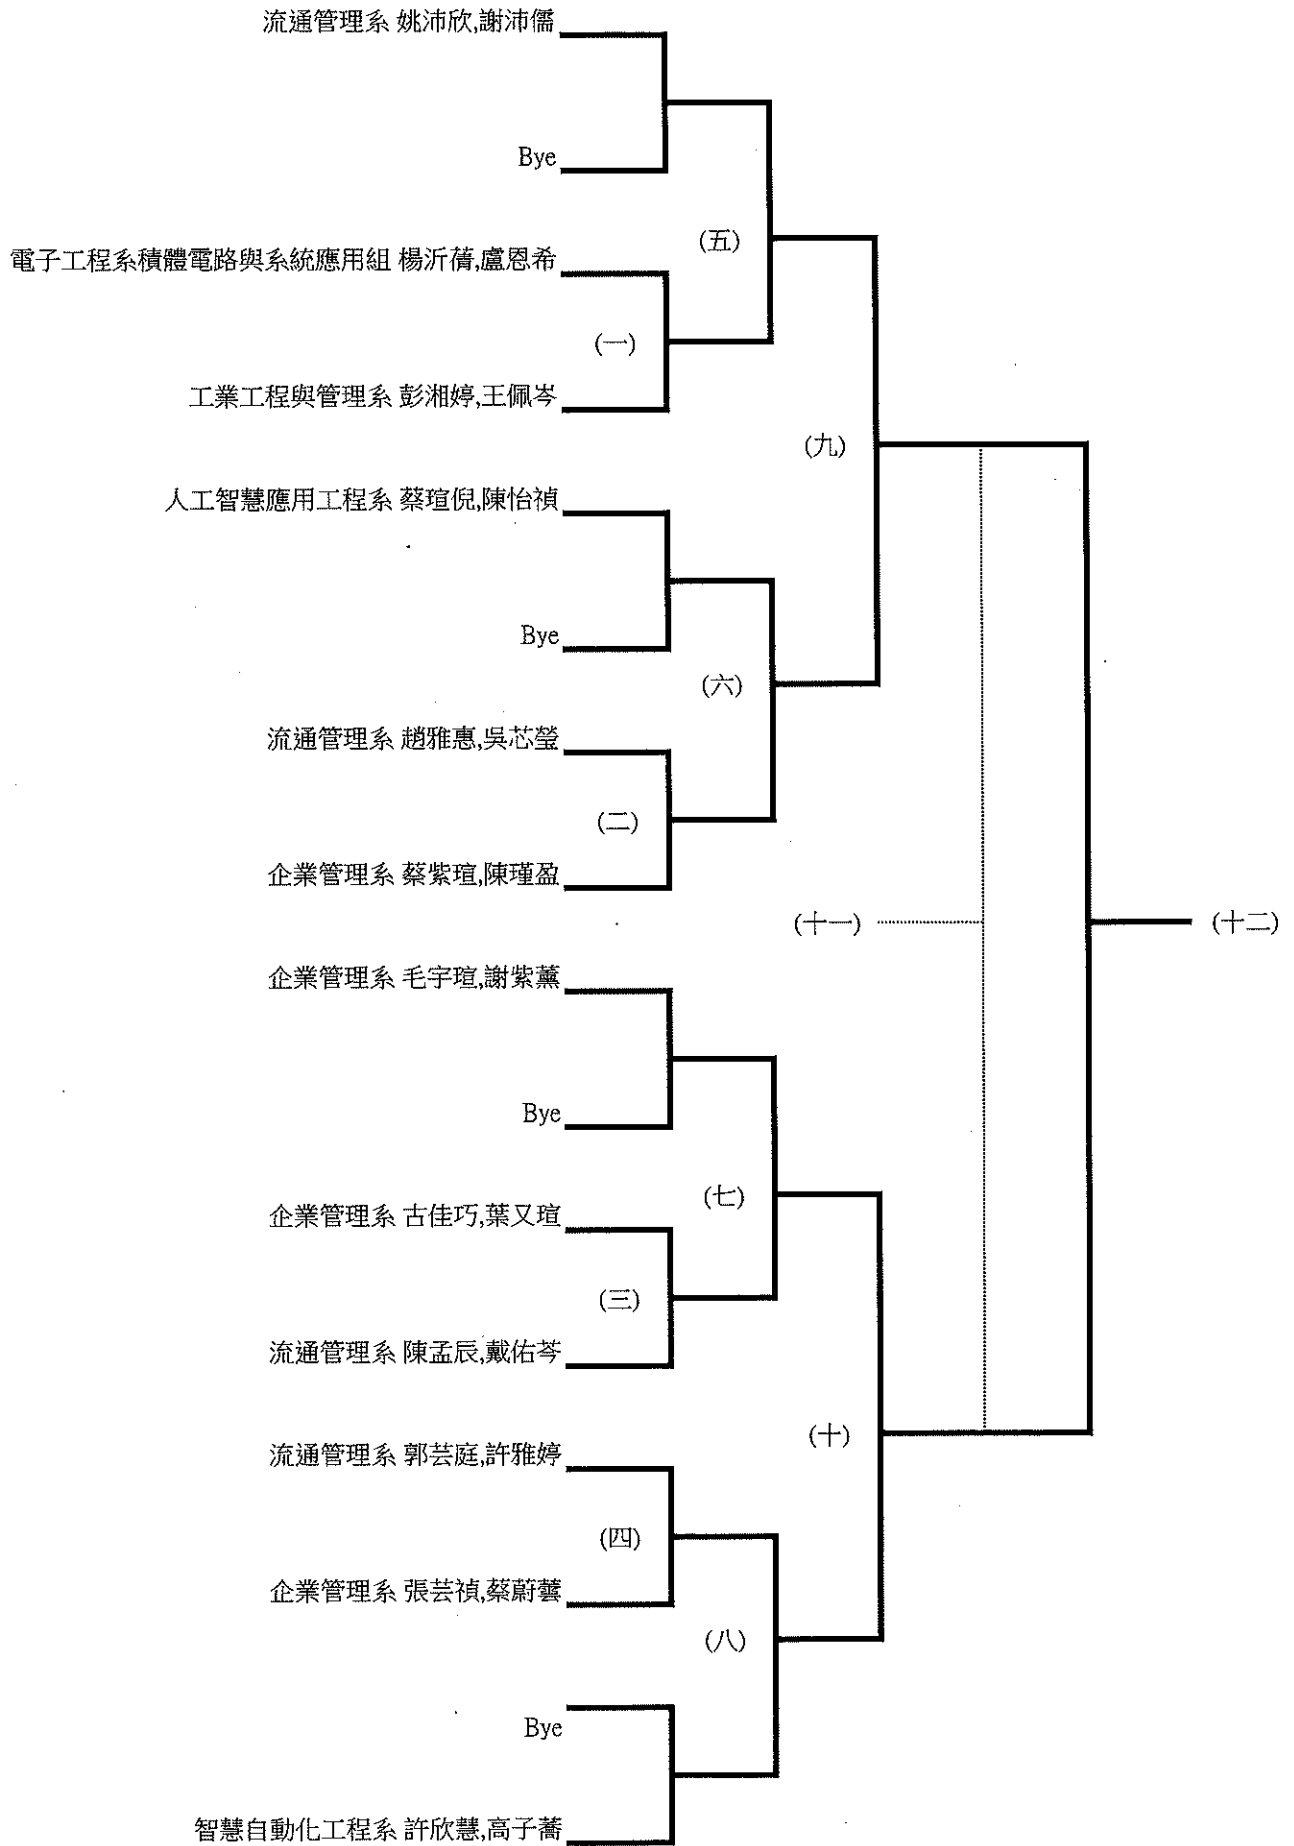 流通管理系 姚沛欣,謝沛儒
Bye
(五)
電子工程系積體電路與系統應用組 楊沂蒨,盧恩希
(一)
工業工程與管理系 彭湘婷,王佩岑
(九)
人工智慧應用工程系 蔡瑄倪,陳怡禎
Bye
(六)
流通管理系 趙雅惠,吳芯瑩
(二)
企業管理系 蔡紫瑄,陳瑾盈
(十一)
(十二)
企業管理系 毛宇瑄,謝紫薰
Bye
(七)
企業管理系 古佳巧,葉又瑄
(三)
流通管理系 陳孟辰,戴佑芩
(十)
流通管理系 郭芸庭,許雅婷
(四)
企業管理系 張芸禎,蔡蔚蕓
(八)
Bye
智慧自動化工程系 許欣慧,高子蕎